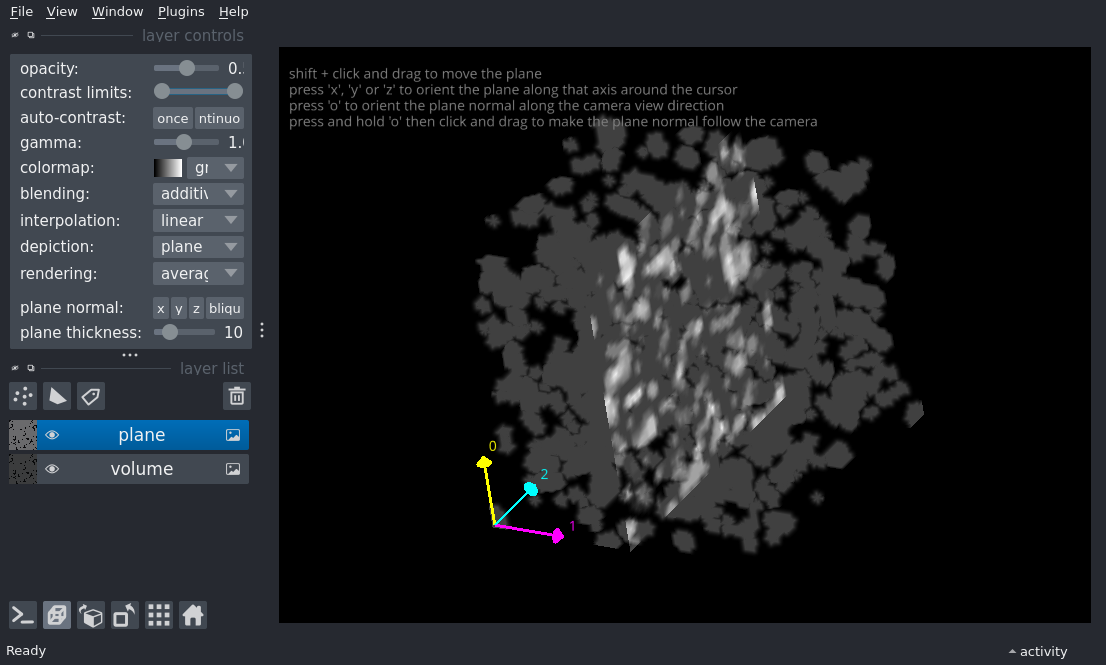 File View Window Plugins Help
layer controls
opacity: 0.
contrast limits:
auto-contrast: once ntinuo
gamma: 1.0
colormap: gr
blending: additiv
interpolation: linear
depiction: plane
rendering: averag
plane normal: x y z bliqu
plane thickness: 10
layer list
plane
volume
shift + click and drag to move the plane
press 'x', 'y' or 'z' to orient the plane along that axis around the cursor
press 'o' to orient the plane normal along the camera view direction
press and hold 'o' then click and drag to make the plane normal follow the camera
0
2
1
Ready
activity